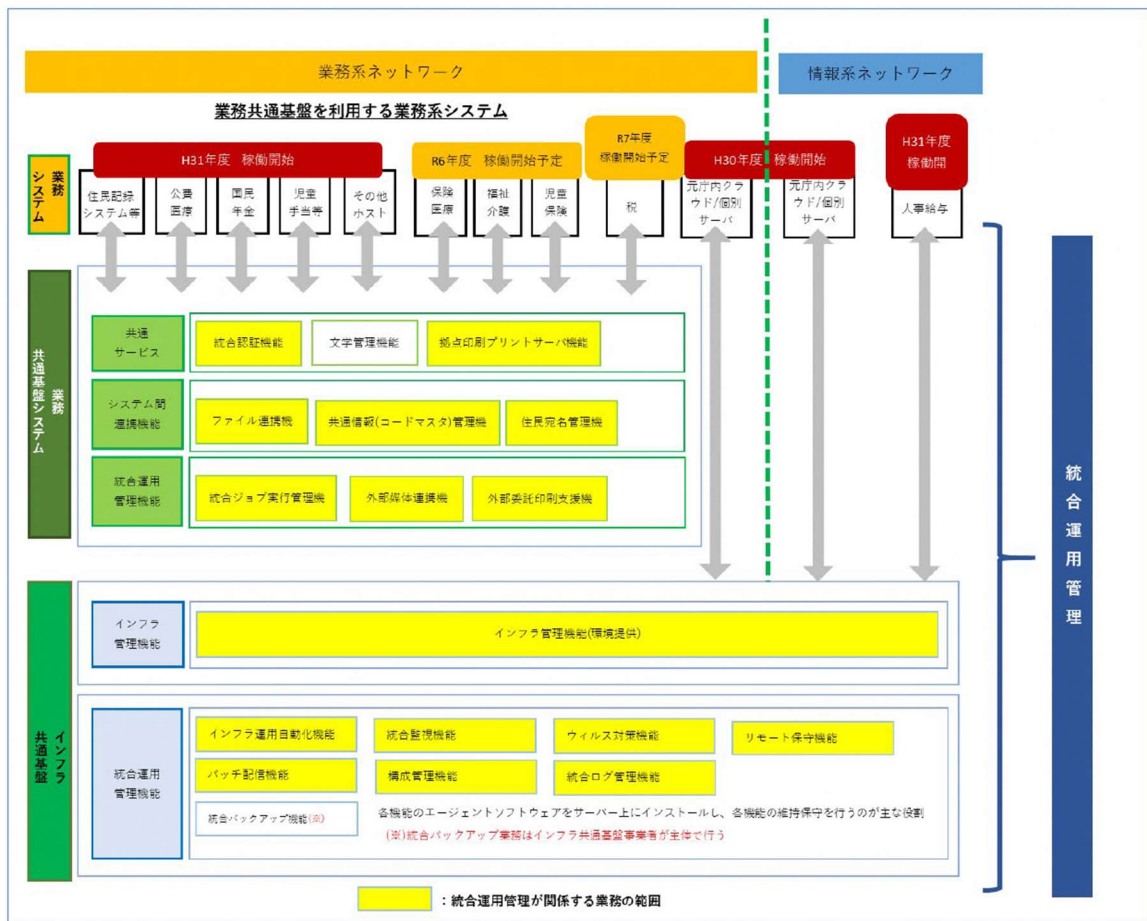 業務系ネットワーク
情報系ネットワーク
業務共通基盤を利用する業務系システム
業務
システム
H31年度 稼働開始
R6年度 稼働開始予定
R7年度
稼働開始予定
H30年度 稼働開始
H31年度
稼働開
住民記録
システム等
公費
医療
国民
年金
児童
手当等
その他
ホスト
保険
医療
福祉
介護
児童
保険
税
元庁内クラ
ウド/個別
サーバ
元庁内クラ
ウド/個別
サーバ
人事給与
業務
共通基盤システム
共通
サービス
統合認証機能
文字管理機能
拠点印刷プリントサーバ機能
システム間
連携機能
ファイル連携機
共通情報(コードマスタ)管理機
住民宛名管理機
統合運用
管理機能
統合ジョブ実行管理機
外部媒体連携機
外部委託印刷支援機
統合運用管理
インフラ
共通基盤
インフラ
管理機能
インフラ管理機能(環境提供)
統合運用
管理機能
インフラ運用自動化機能
統合監視機能
ウィルス対策機能
リモート保守機能
パッチ配信機能
構成管理機能
統合ログ管理機能
統合バックアップ機能(※)
各機能のエージェントソフトウェアをサーバー上にインストールし、各機能の維持保守を行うのが主な役割
(※)統合バックアップ業務はインフラ共通基盤事業者が主体で行う
：統合運用管理が関係する業務の範囲